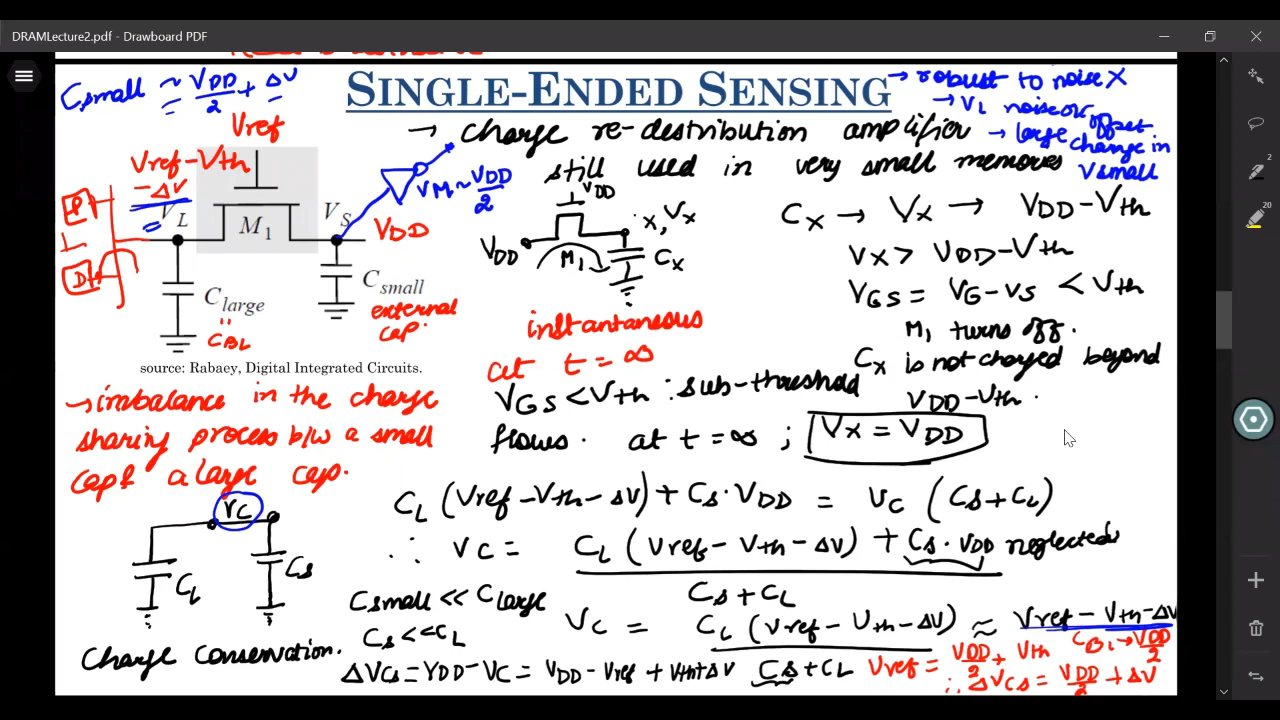 DRAMLecture2.pdf - Drawboard PDF
SINGLE-ENDED SENSING
Csmall ≈ VDD/2 + ΔV
→ robust to noise X
→ VL noise or offset
→ large change in Vsmall
→ charge re-distribution amplifier
still used in very small memories
Vref
Vref-Vth
-ΔV
VL
M1
VS
VDD
VM ~ VDD/2
Clarge
CBL
Csmall
external
cap.
source: Rabaey, Digital Integrated Circuits.
VDD
VDD
M1
x, Vx
Cx
Cx → Vx → VDD-Vth
Vx > VDD-Vth
VGS = VG-VS < Vth
M1 turns off.
Cx is not charged beyond
VDD-Vth.
instantaneous
at t = ∞
VGS < Vth : sub-threshold
flows. at t = ∞ ; Vx = VDD
→ imbalance in the charge
sharing process b/w a small
cap & a large cap.
VC
CL
CS
Charge conservation.
CL (Vref-Vth-ΔV) + CS.VDD = VC (CS+CL)
∴ VC = CL (Vref-Vth-ΔV) + CS.VDD neglected
CS+CL
Csmall << Clarge
CS << CL
VC = CL (Vref-Vth-ΔV) ≈ Vref-Vth-ΔV
CS+CL
ΔVCS = VDD-VC = VDD-Vref+Vth+ΔV
CBL → VDD/2
Vref = VDD/2 + Vth
∴ ΔVCS = VDD/2 + ΔV
2
20